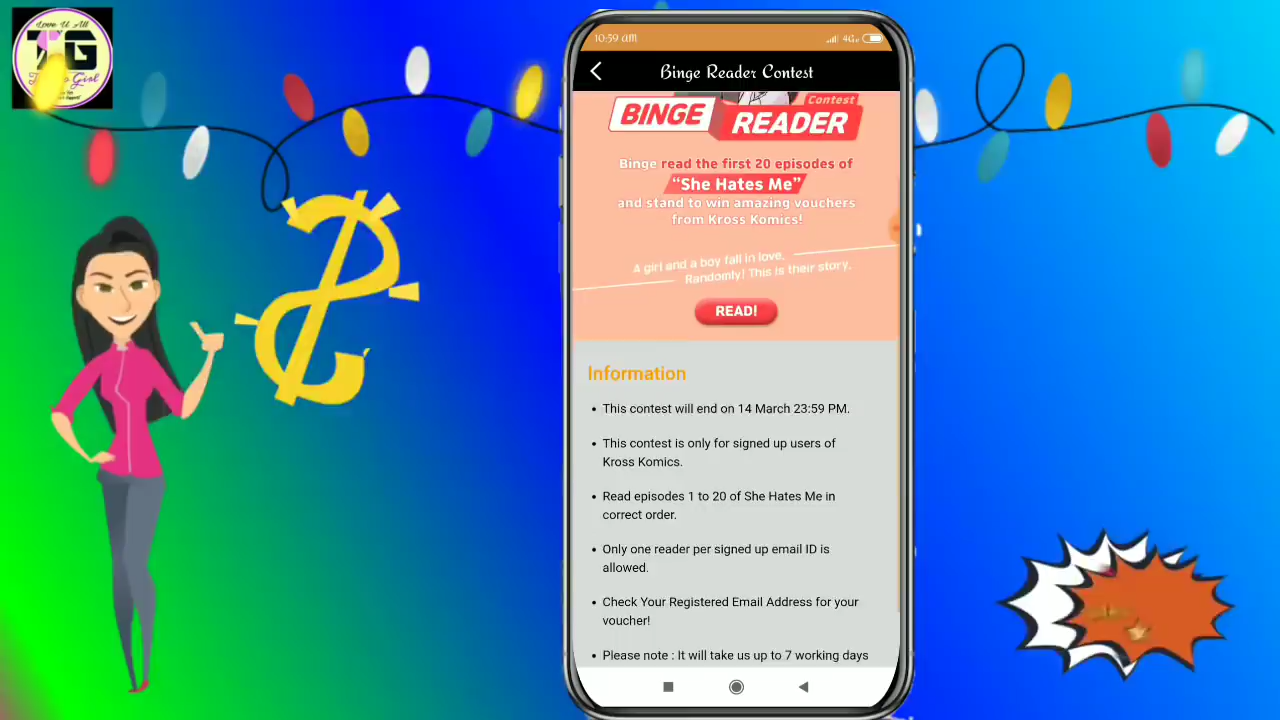 Love U All
TG
Girl
10:59 AM
4G
Binge Reader Contest
Contest
BINGE
READER
Binge read the first 20 episodes of
“She Hates Me”
and stand to win amazing vouchers
from Kross Komics!
A girl and a boy fall in love.
Randomly! This is their story.
READ!
Information
• This contest will end on 14 March 23:59 PM.
• This contest is only for signed up users of
Kross Komics.
• Read episodes 1 to 20 of She Hates Me in
correct order.
• Only one reader per signed up email ID is
allowed.
• Check Your Registered Email Address for your
voucher!
• Please note : It will take us up to 7 working days